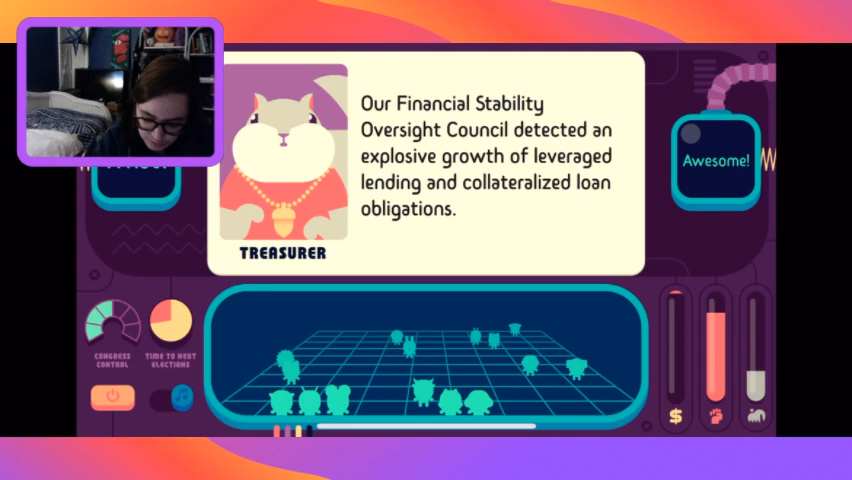 Our Financial Stability
Oversight Council detected an
explosive growth of leveraged
lending and collateralized loan
obligations.
Awesome!
TREASURER
CONGRESS
CONTROL
TIME TO NEXT
ELECTIONS
$